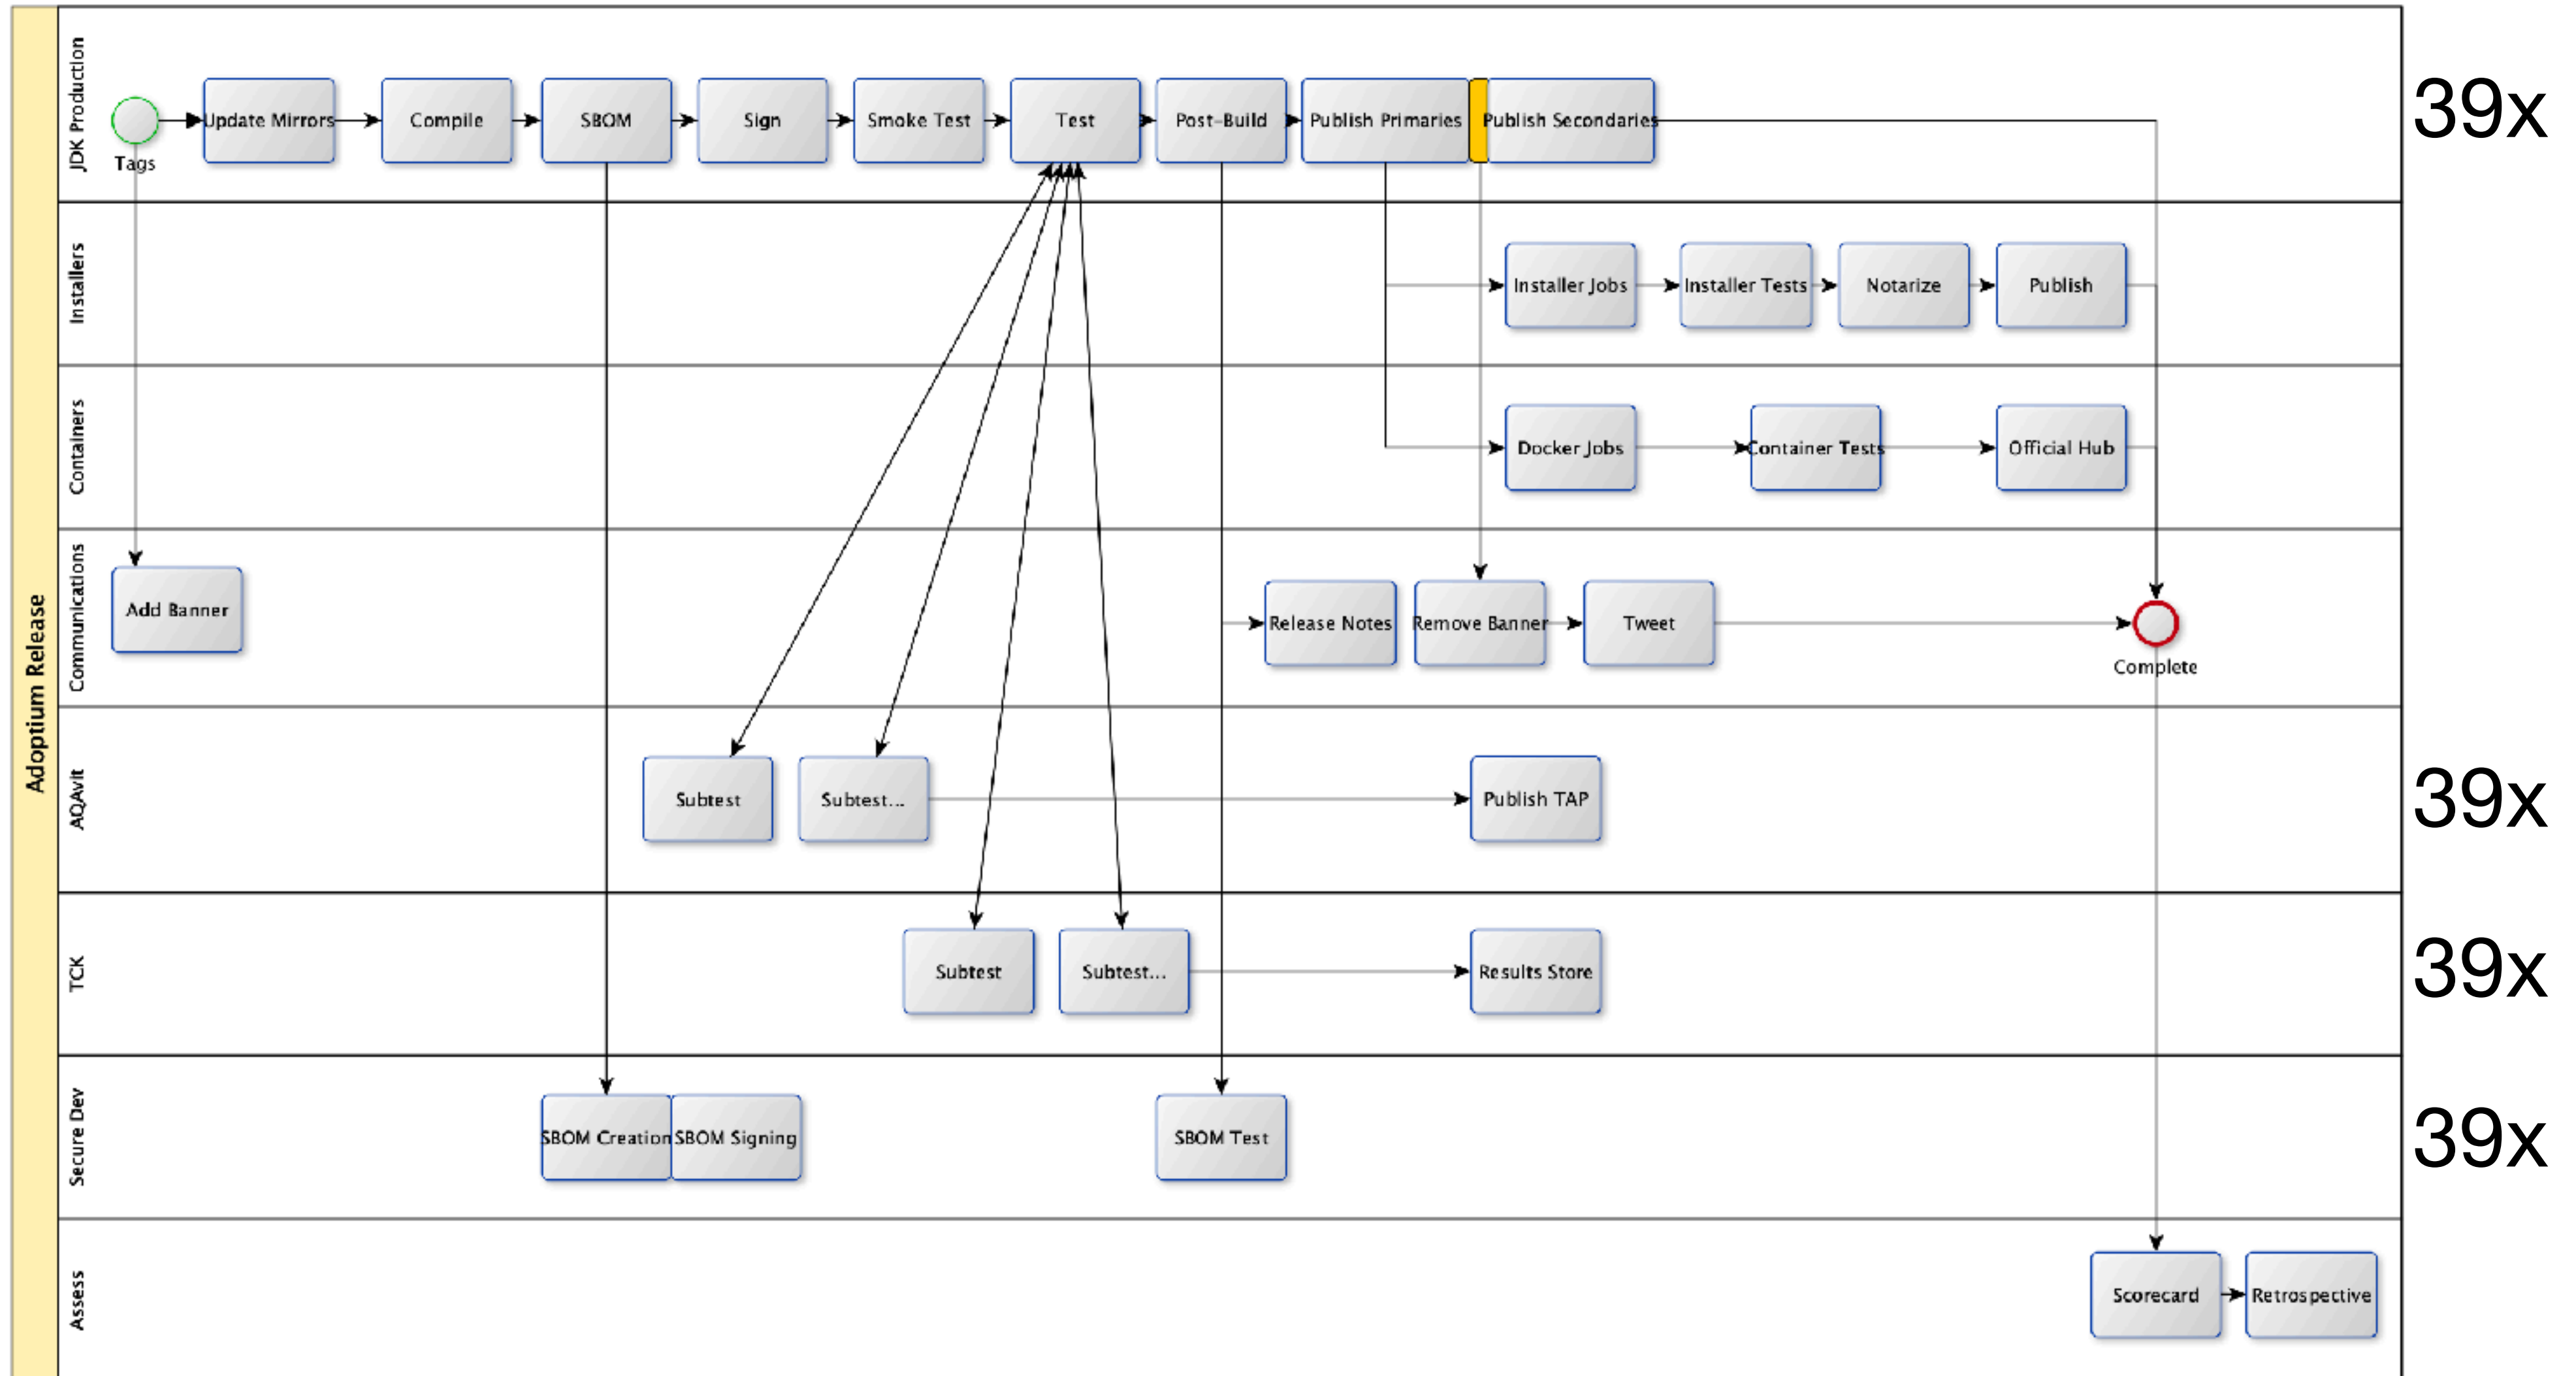 Adoptium Release
JDK Production
Tags
Update Mirrors
Compile
SBOM
Sign
Smoke Test
Test
Post-Build
Publish Primaries
Publish Secondaries
39x
Installers
Installer Jobs
Installer Tests
Notarize
Publish
Containers
Docker Jobs
Container Tests
Official Hub
Communications
Add Banner
Release Notes
Remove Banner
Tweet
Complete
AQAvit
Subtest
Subtest...
Publish TAP
39x
TCK
Subtest
Subtest...
Results Store
39x
Secure Dev
SBOM Creation
SBOM Signing
SBOM Test
39x
Assess
Scorecard
Retrospective